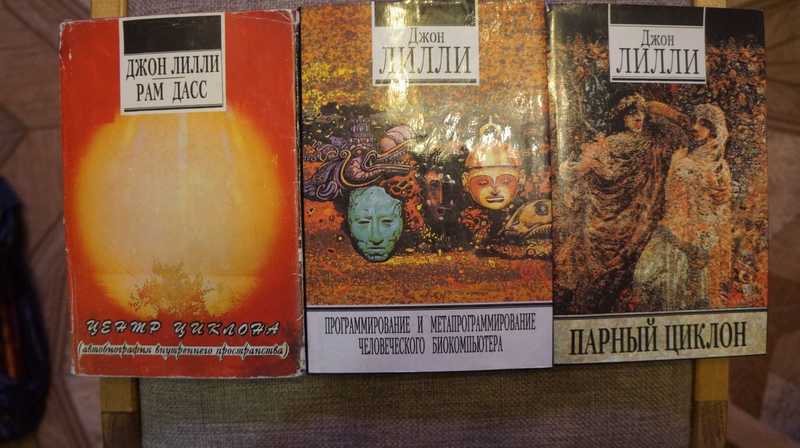 ДЖОН ЛИЛЛИ
РАМ ДАСС
ЦЕНТР ЦИКЛОНА
(автобиография внутреннего пространства)
Джон
ЛИЛЛИ
ПРОГРАММИРОВАНИЕ И МЕТАПРОГРАММИРОВАНИЕ
ЧЕЛОВЕЧЕСКОГО БИОКОМПЬЮТЕРА
Джон
ЛИЛЛИ
ПАРНЫЙ ЦИКЛОН